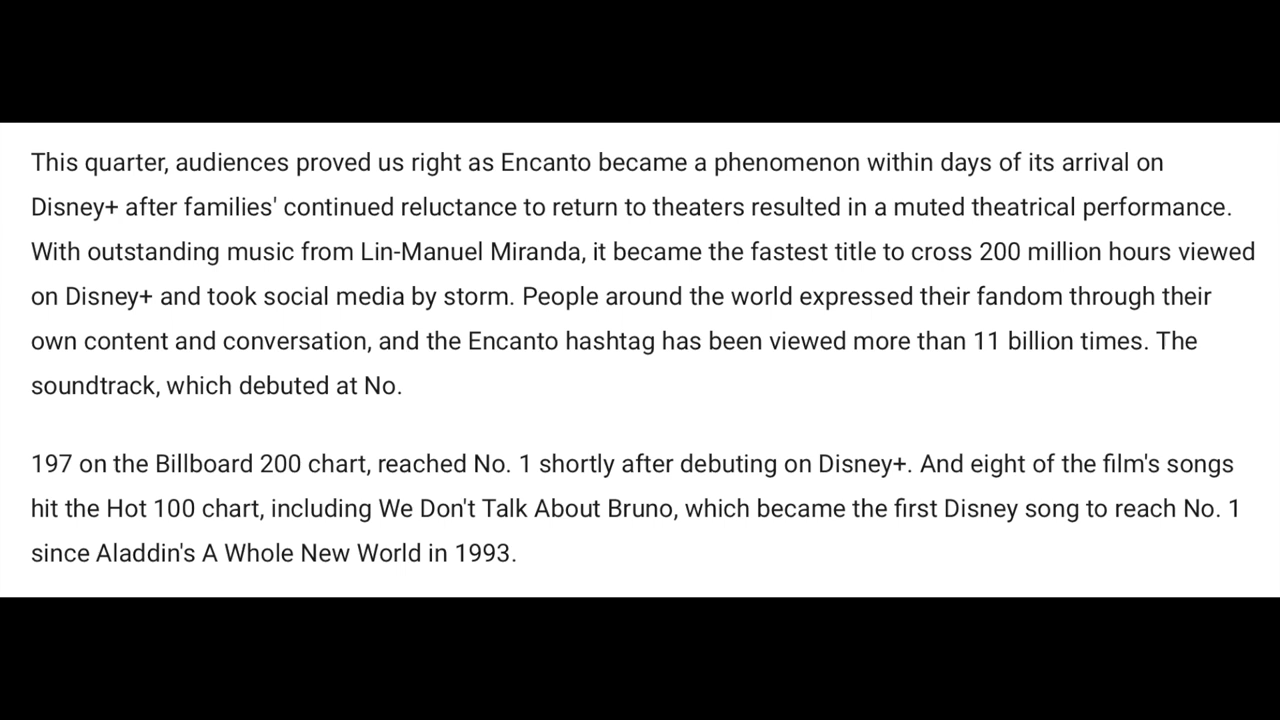 This quarter, audiences proved us right as Encanto became a phenomenon within days of its arrival on
Disney+ after families' continued reluctance to return to theaters resulted in a muted theatrical performance.
With outstanding music from Lin-Manuel Miranda, it became the fastest title to cross 200 million hours viewed
on Disney+ and took social media by storm. People around the world expressed their fandom through their
own content and conversation, and the Encanto hashtag has been viewed more than 11 billion times. The
soundtrack, which debuted at No.
197 on the Billboard 200 chart, reached No. 1 shortly after debuting on Disney+. And eight of the film's songs
hit the Hot 100 chart, including We Don't Talk About Bruno, which became the first Disney song to reach No. 1
since Aladdin's A Whole New World in 1993.